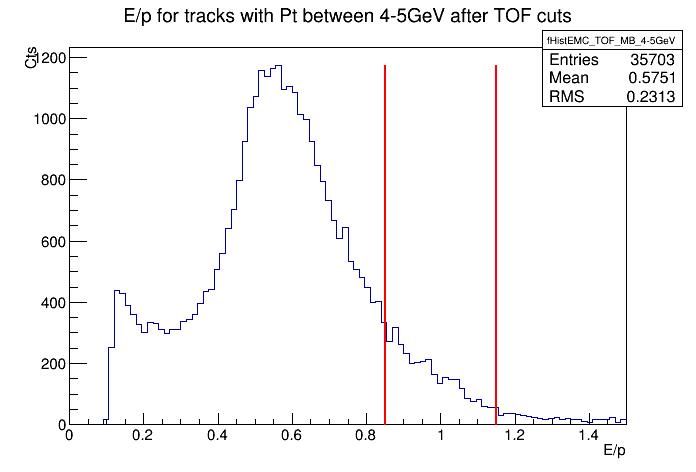 E/p for tracks with Pt between 4-5GeV after TOF cuts
fHistEMC_TOF_MB_4-5GeV
Entries 35703
Mean 0.5751
RMS 0.2313
Cts
1200
1000
800
600
400
200
0
0 0.2 0.4 0.6 0.8 1 1.2 1.4
E/p